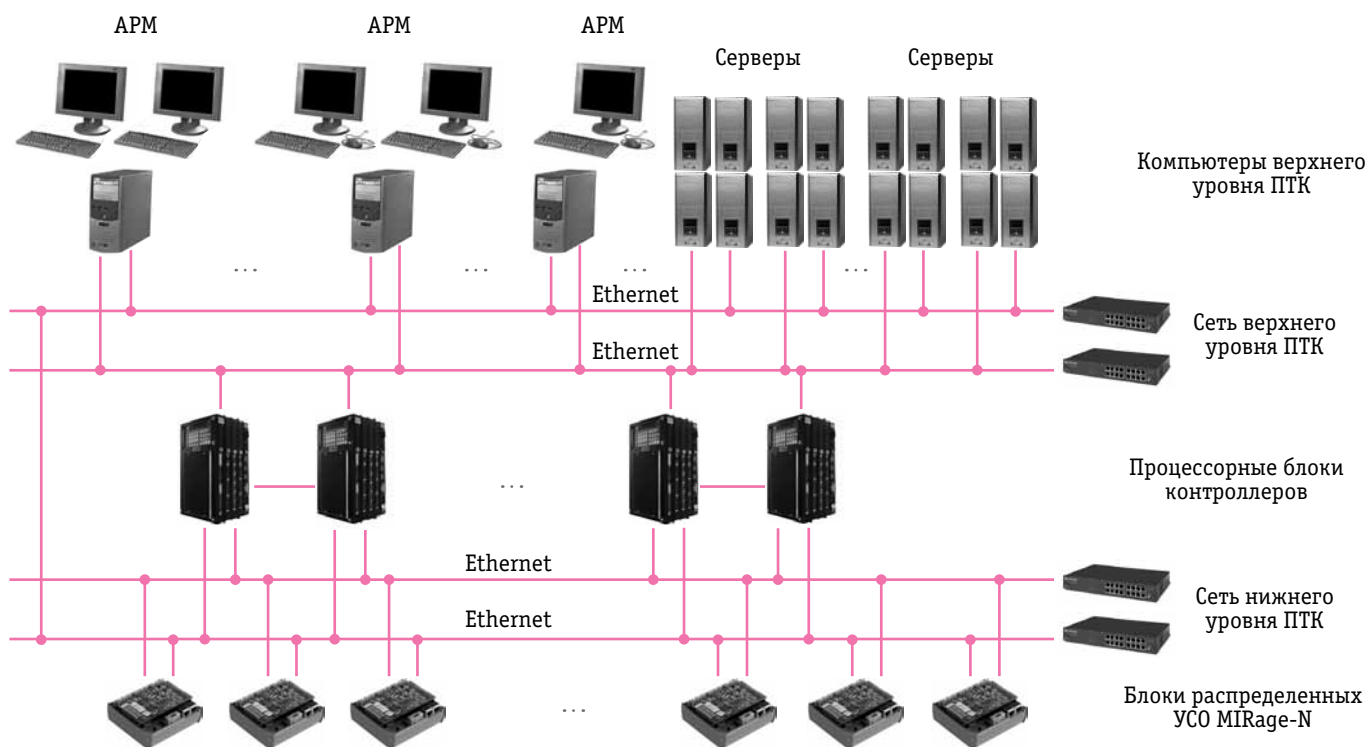 АРМ
АРМ
АРМ
Серверы
Серверы
Компьютеры верхнего
уровня ПТК
...
...
...
...
Ethernet
Ethernet
Сеть верхнего
уровня ПТК
...
Процессорные блоки
контроллеров
Ethernet
Ethernet
Сеть нижнего
уровня ПТК
...
Блоки распределенных
УСО MIRage-N